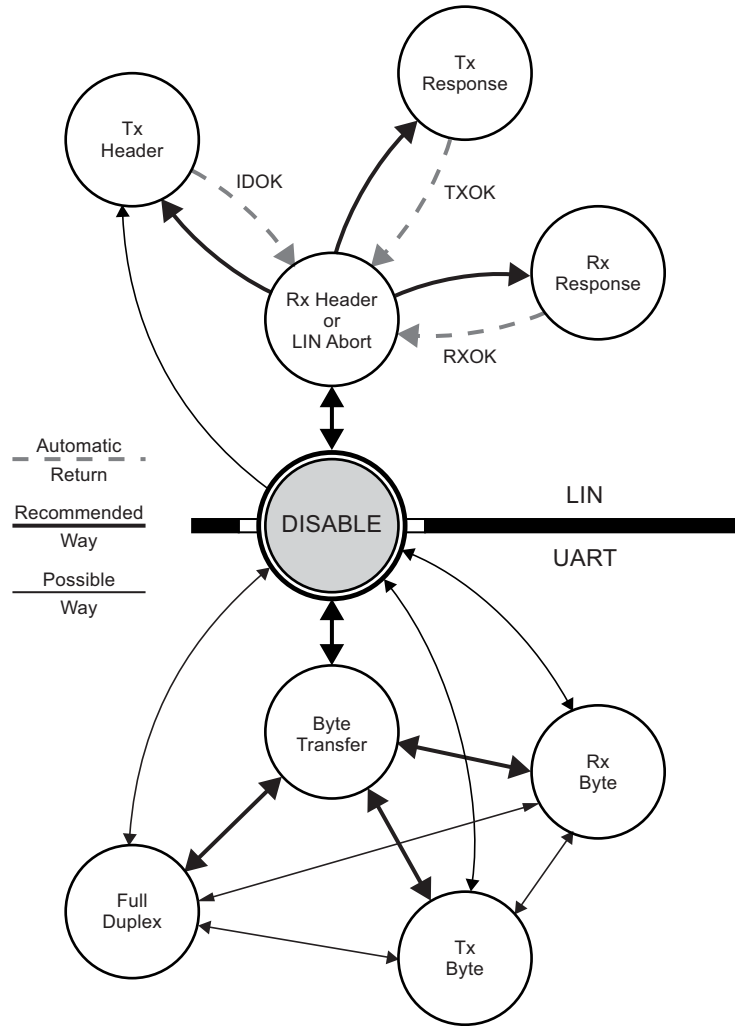 Tx
Response
Tx
Header
IDOK
TXOK
Rx
Response
Rx Header
or
LIN Abort
RXOK
Automatic
Return
Recommended
Way
Possible
Way
LIN
DISABLE
UART
Byte
Transfer
Rx
Byte
Full
Duplex
Tx
Byte